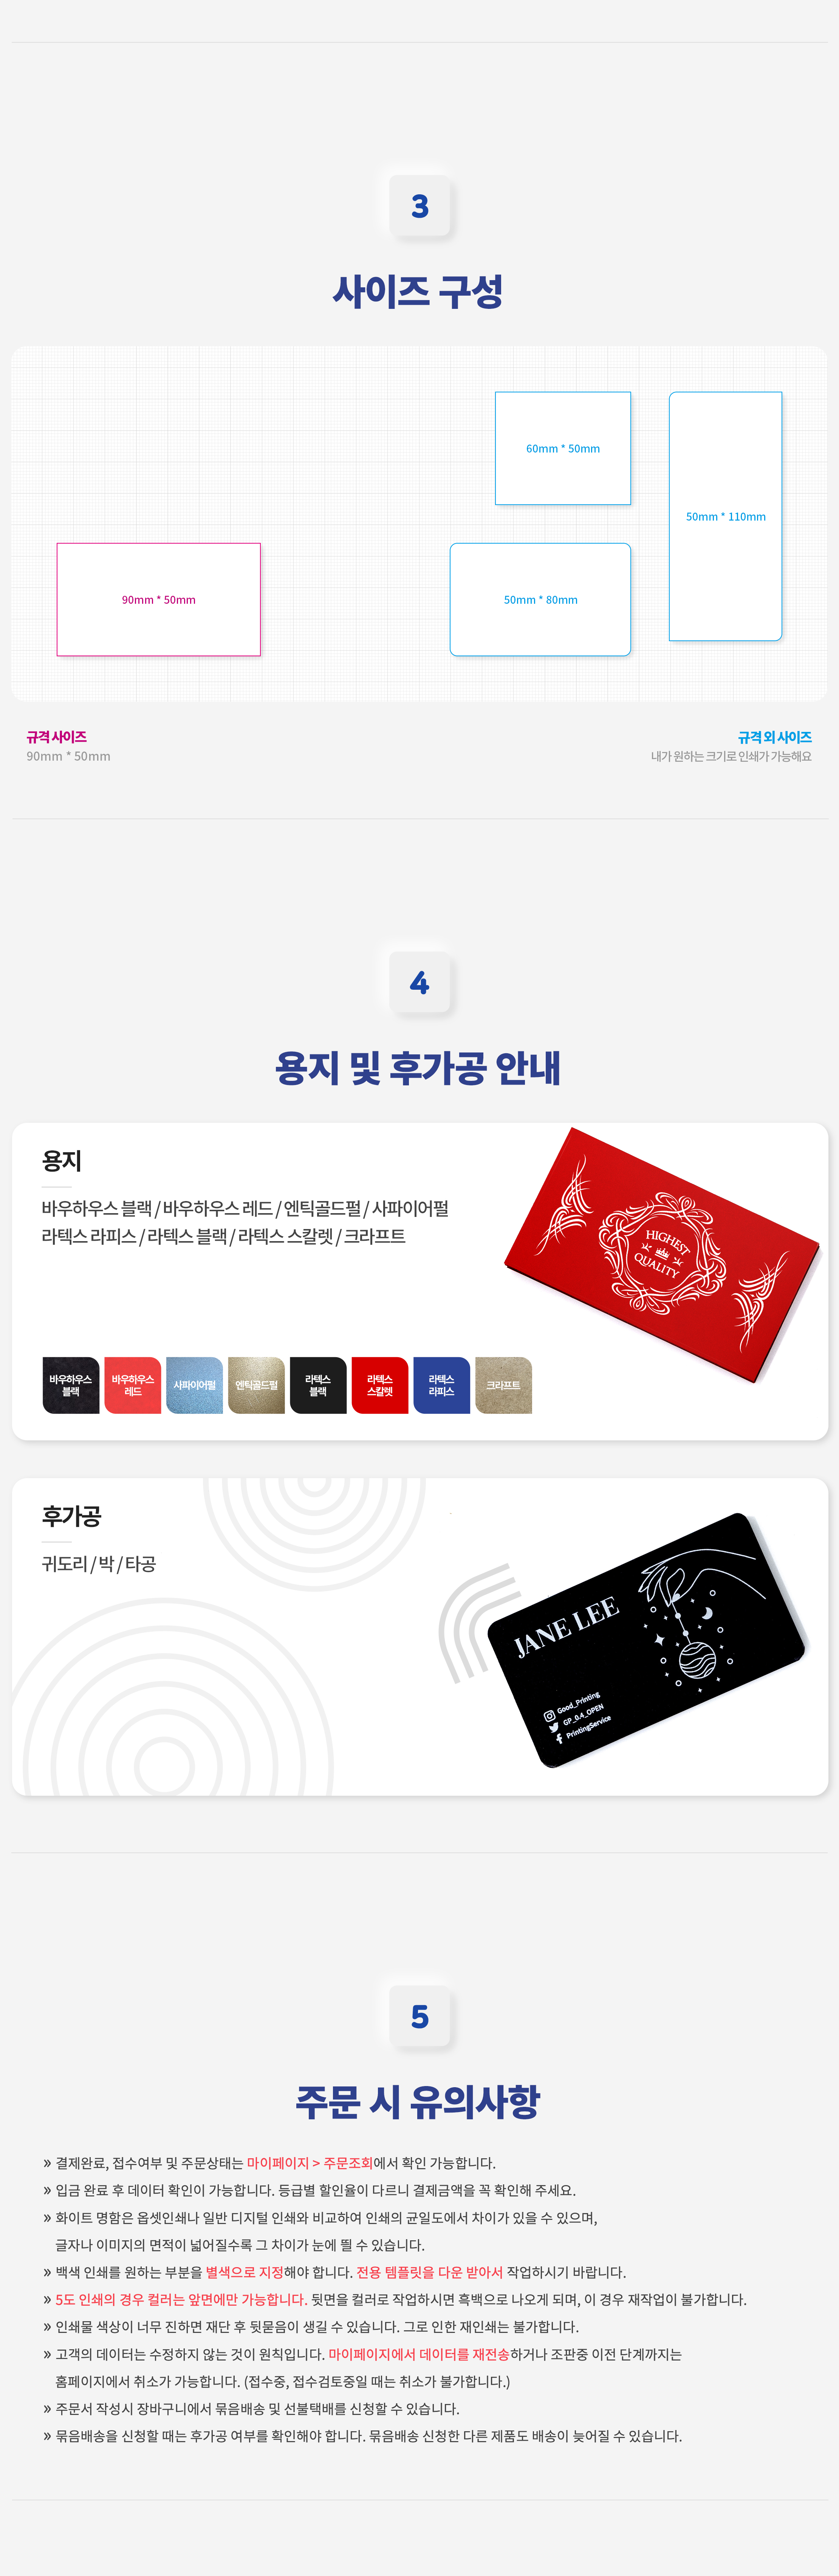 3
사이즈 구성
60mm * 50mm
50mm * 110mm
90mm * 50mm
50mm * 80mm
규격 사이즈
90mm * 50mm
규격 외 사이즈
내가 원하는 크기로 인쇄가 가능해요
4
용지 및 후가공 안내
용지
바우하우스 블랙 / 바우하우스 레드 / 엔틱골드펄 / 사파이어펄
라텍스 라피스 / 라텍스 블랙 / 라텍스 스칼렛 / 크라프트
HIGHEST
QUALITY
바우하우스
블랙
바우하우스
레드
사파이어펄
엔틱골드펄
라텍스
블랙
라텍스
스칼렛
라텍스
라피스
크라프트
후가공
귀도리 / 박 / 타공
JANE LEE
Good_Printing
GP_0.4_OPEN
PrintingService
5
주문 시 유의사항
» 결제완료, 접수여부 및 주문상태는 마이페이지 > 주문조회에서 확인 가능합니다.
» 입금 완료 후 데이터 확인이 가능합니다. 등급별 할인율이 다르니 결제금액을 꼭 확인해 주세요.
» 화이트 명함은 옵셋인쇄나 일반 디지털 인쇄와 비교하여 인쇄의 균일도에서 차이가 있을 수 있으며,
글자나 이미지의 면적이 넓어질수록 그 차이가 눈에 띌 수 있습니다.
» 백색 인쇄를 원하는 부분을 별색으로 지정해야 합니다. 전용 템플릿을 다운 받아서 작업하시기 바랍니다.
» 5도 인쇄의 경우 컬러는 앞면에만 가능합니다. 뒷면을 컬러로 작업하시면 흑백으로 나오게 되며, 이 경우 재작업이 불가합니다.
» 인쇄물 색상이 너무 진하면 재단 후 뒷묻음이 생길 수 있습니다. 그로 인한 재인쇄는 불가합니다.
» 고객의 데이터는 수정하지 않는 것이 원칙입니다. 마이페이지에서 데이터를 재전송하거나 조판중 이전 단계까지는
홈페이지에서 취소가 가능합니다. (접수중, 접수검토중일 때는 취소가 불가합니다.)
» 주문서 작성시 장바구니에서 묶음배송 및 선불택배를 신청할 수 있습니다.
» 묶음배송을 신청할 때는 후가공 여부를 확인해야 합니다. 묶음배송 신청한 다른 제품도 배송이 늦어질 수 있습니다.